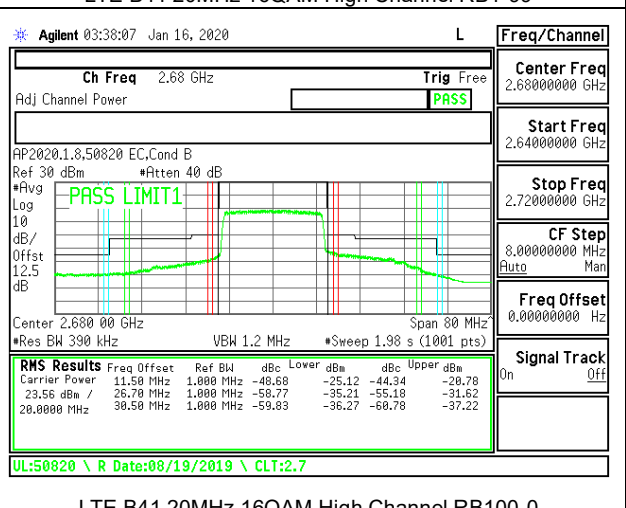 Agilent 03:38:07 Jan 16, 2020 L Freq/Channel
Ch Freq 2.68 GHz Trig Free
Adj Channel Power PASS
Center Freq
2.68000000 GHz
Start Freq
2.64000000 GHz
AP2020.1.8,50820 EC,Cond B
Ref 30 dBm #Atten 40 dB
#Avg
Log
10
dB/
Offst
12.5
dB
PASS LIMIT1
Stop Freq
2.72000000 GHz
CF Step
8.00000000 MHz
Auto Man
Freq Offset
0.00000000 Hz
Center 2.680 00 GHz Span 80 MHz^
#Res BW 390 kHz VBW 1.2 MHz #Sweep 1.98 s (1001 pts)
Signal Track
On Off
RMS Results Freq Offset Ref BW dBc Lower dBm dBc Upper dBm
Carrier Power 11.50 MHz 1.000 MHz -48.68 -25.12 -44.34 -20.78
23.56 dBm / 26.70 MHz 1.000 MHz -58.77 -35.21 -55.18 -31.62
20.0000 MHz 30.50 MHz 1.000 MHz -59.83 -36.27 -60.78 -37.22
UL:50820 \ R Date:08/19/2019 \ CLT:2.7
LTE B41 20MHz 16QAM High Channel RB100-0